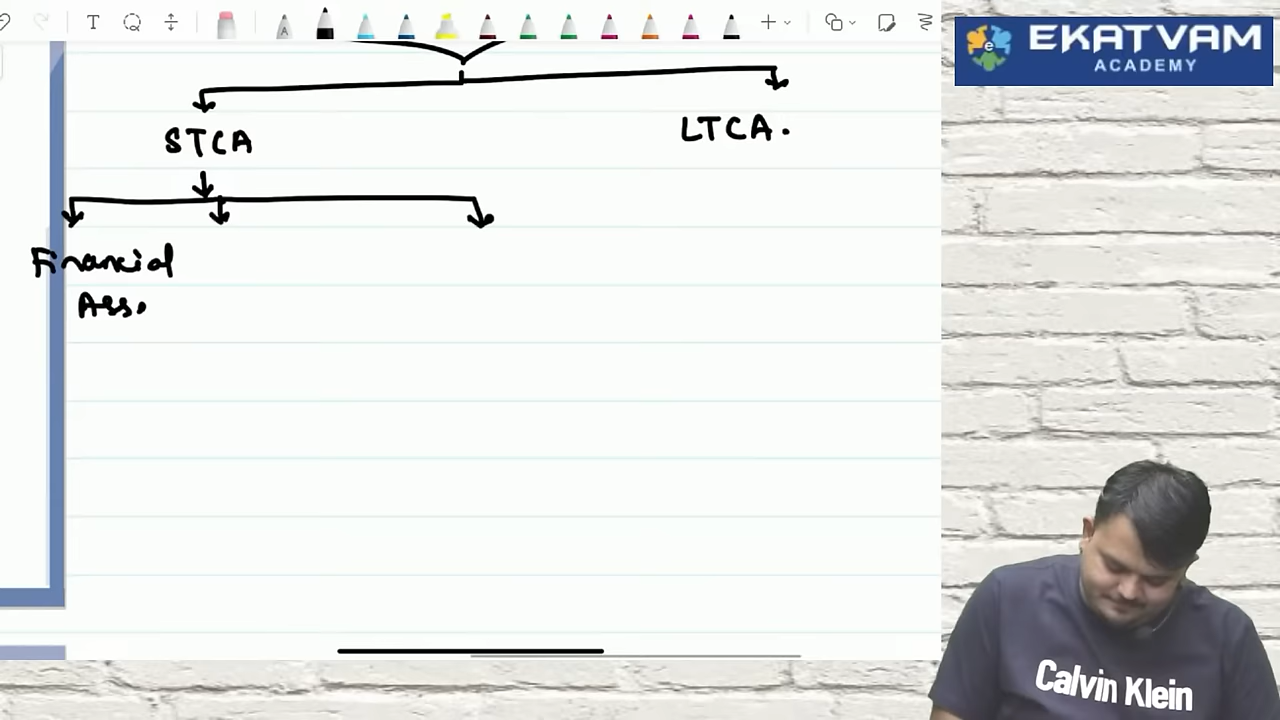 T
A
EKATVAM
ACADEMY
STCA
LTCA.
Financial
Ass.
Calvin Klein